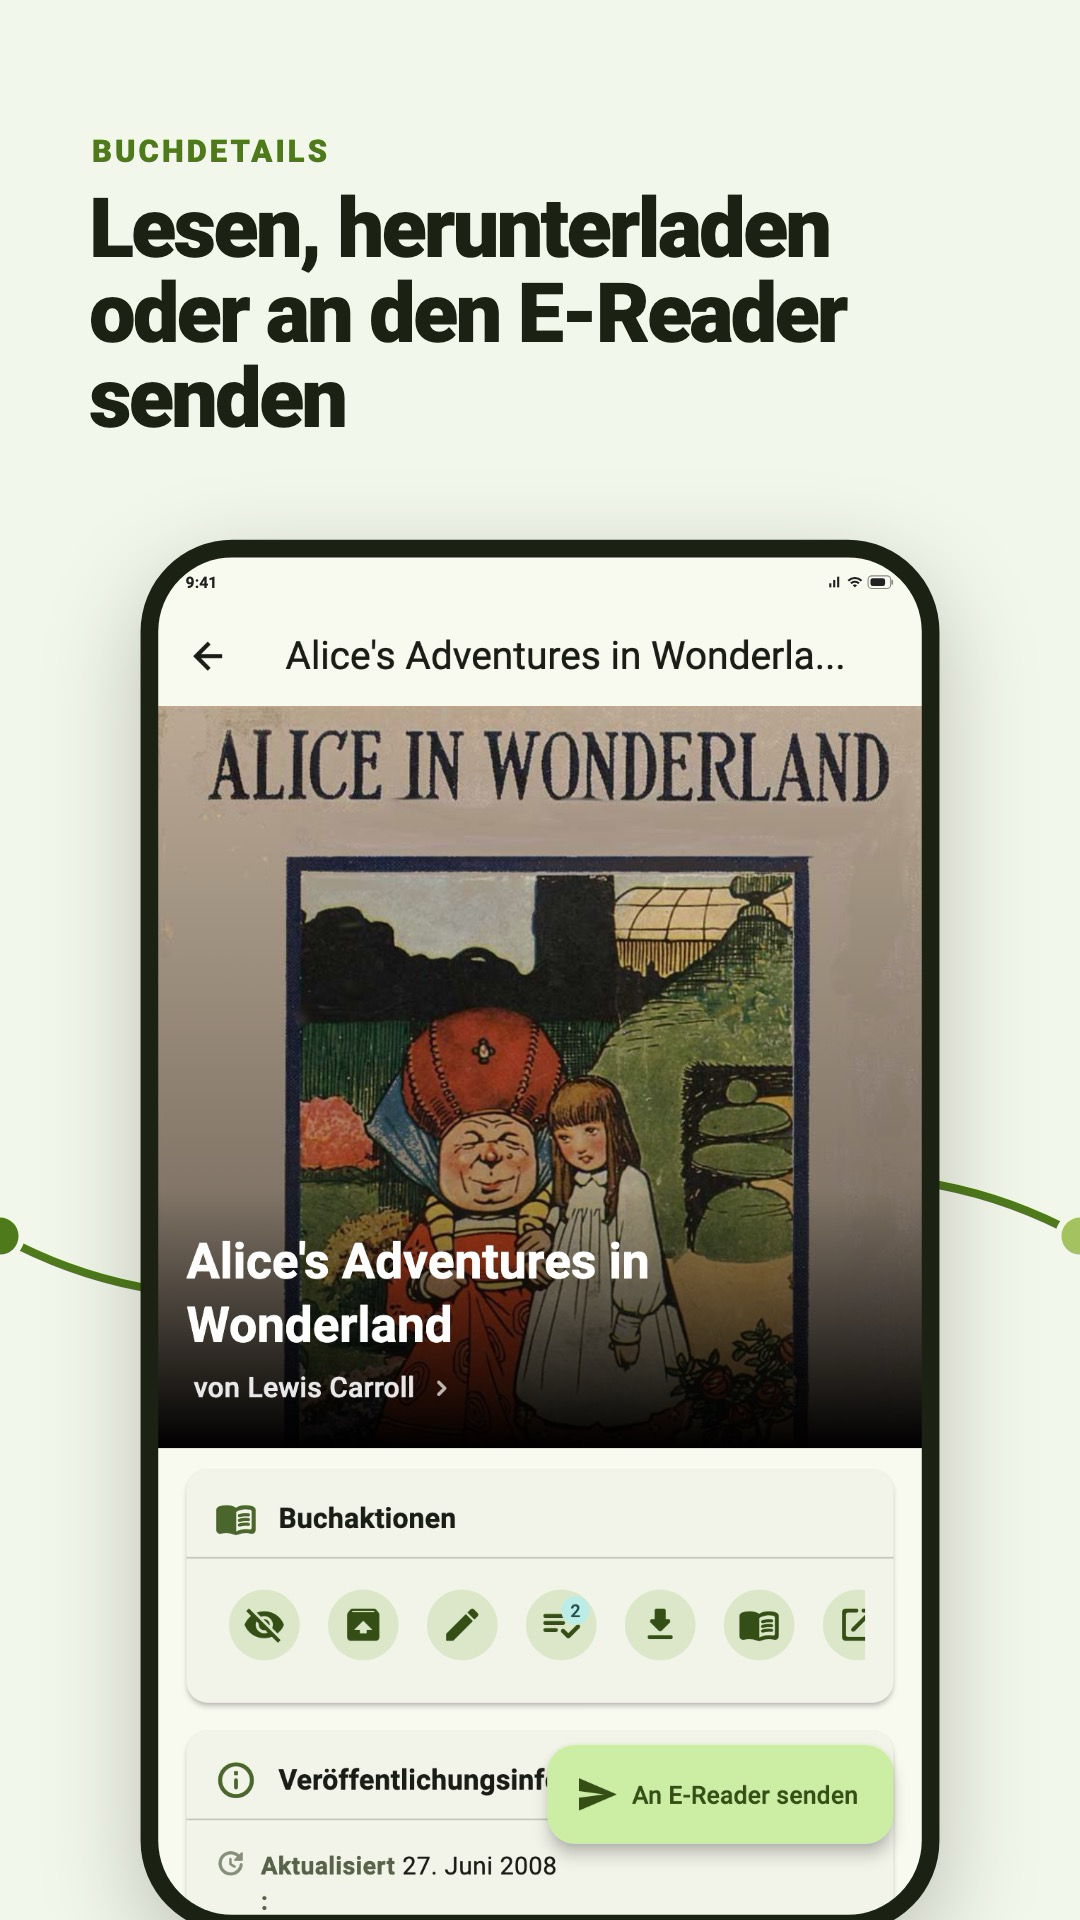 BUCHDETAILS
Lesen, herunterladen
oder an den E-Reader
senden
9:41
Alice's Adventures in Wonderla...
ALICE IN WONDERLAND
Alice's Adventures in
Wonderland
von Lewis Carroll
Buchaktionen
2
Veröffentlichungsinfo
An E-Reader senden
Aktualisiert 27. Juni 2008
: